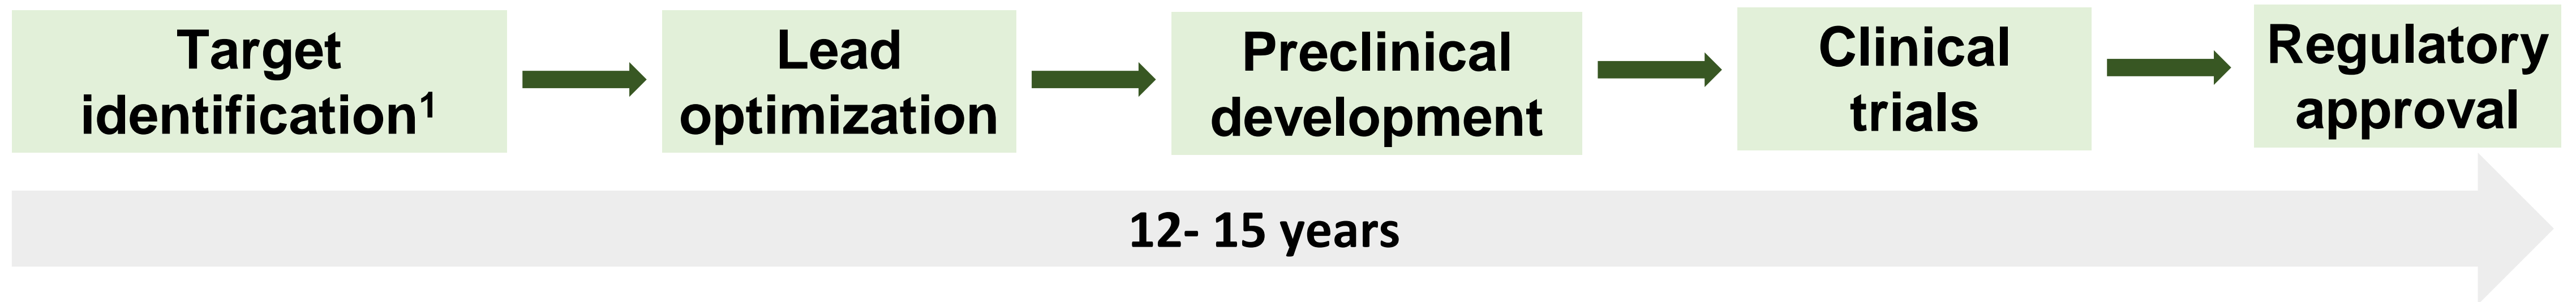 Target
identification¹
Lead
optimization
Preclinical
development
Clinical
trials
Regulatory
approval
12- 15 years